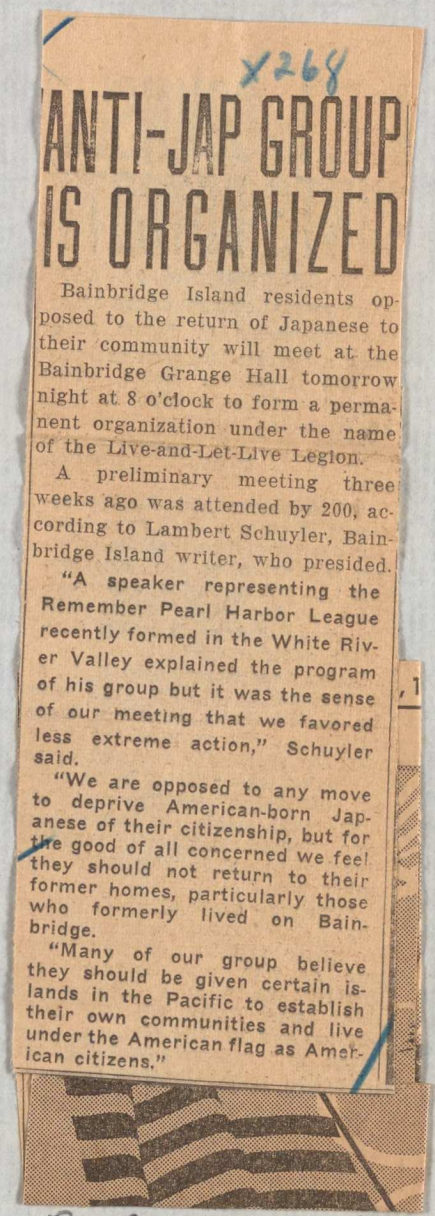 x268
ANTI-JAP GROUP
IS ORGANIZED
Bainbridge Island residents op-
posed to the return of Japanese to
their community will meet at the
Bainbridge Grange Hall tomorrow
night at 8 o'clock to form a perma-
nent organization under the name
of the Live-and-Let-Live Legion.
A preliminary meeting three
weeks ago was attended by 200, ac-
cording to Lambert Schuyler, Bain-
bridge Island writer, who presided.
"A speaker representing the
Remember Pearl Harbor League
recently formed in the White Riv-
er Valley explained the program
of his group but it was the sense
of our meeting that we favored
less extreme action," Schuyler
said.
"We are opposed to any move
to deprive American-born Jap-
anese of their citizenship, but for
the good of all concerned we feel
they should not return to their
former homes, particularly those
who formerly lived on Bain-
bridge.
"Many of our group believe
they should be given certain is-
lands in the Pacific to establish
their own communities and live
under the American flag as Amer-
ican citizens."
, 1